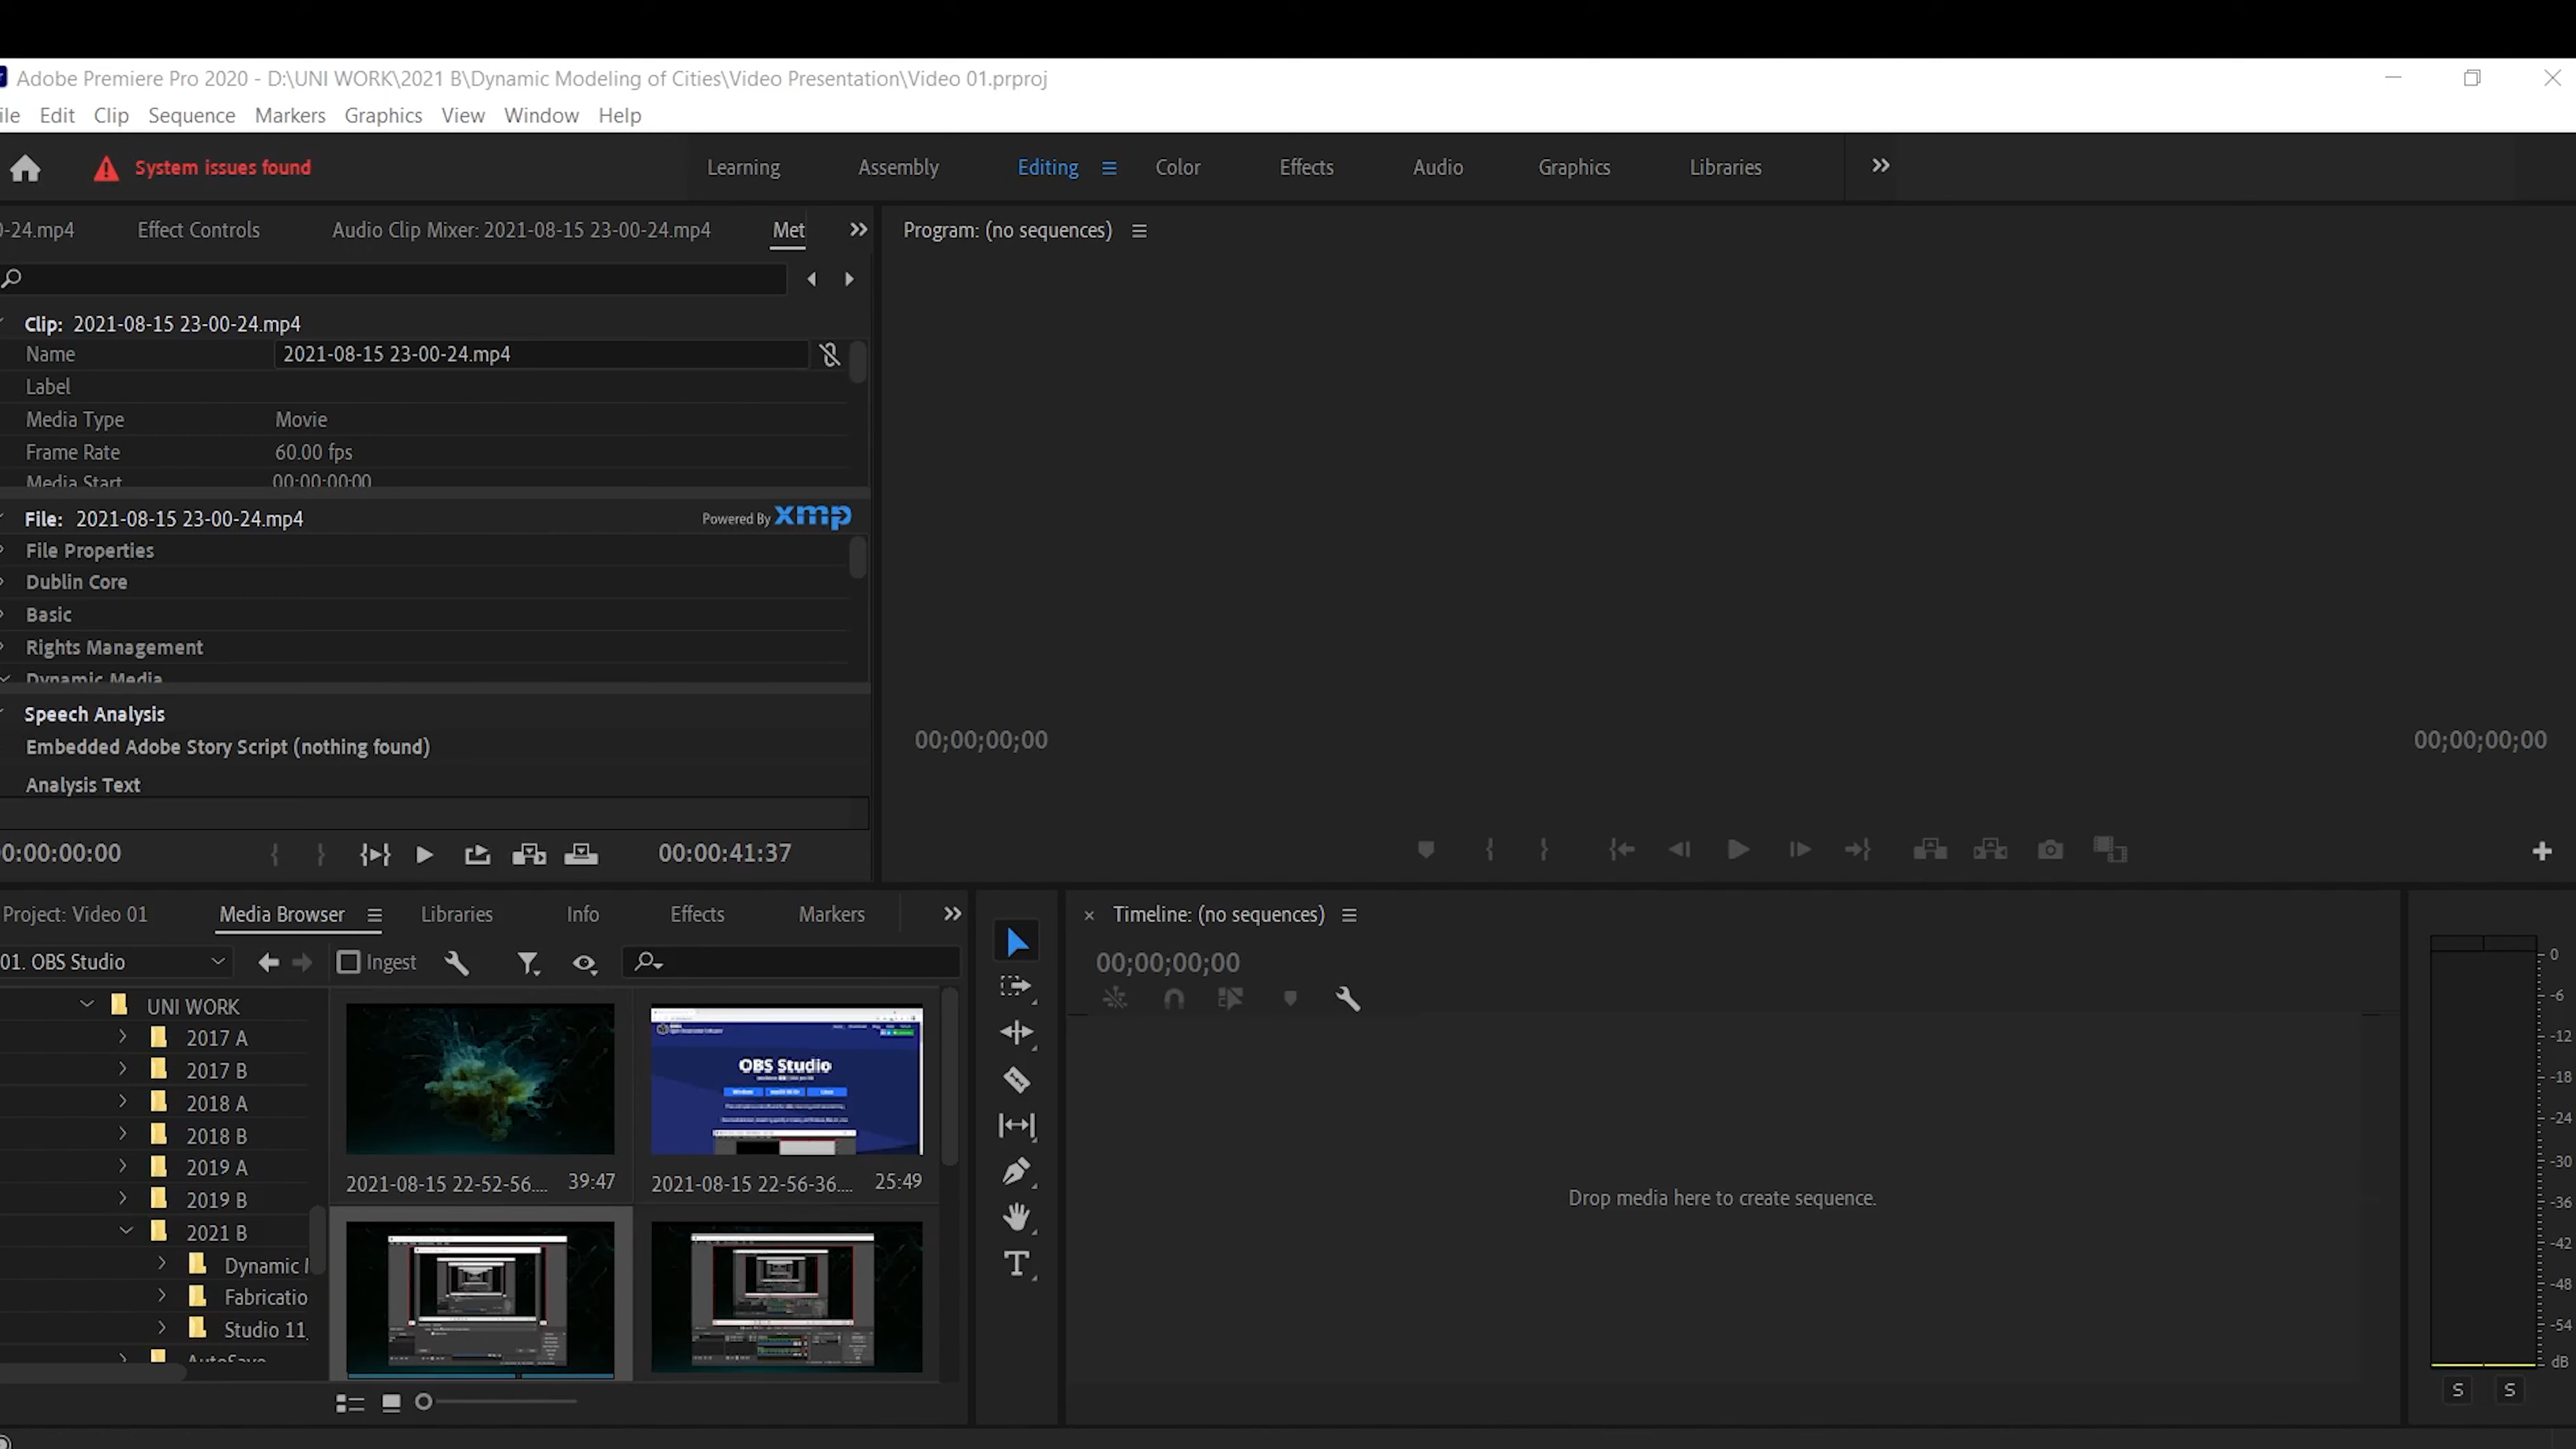 Adobe Premiere Pro 2020 - D:\UNI WORK\2021 B\Dynamic Modeling of Cities\Video Presentation\Video 01.prproj
ile Edit Clip Sequence Markers Graphics View Window Help
System issues found
Learning Assembly Editing Color Effects Audio Graphics Libraries
0-24.mp4 Effect Controls Audio Clip Mixer: 2021-08-15 23-00-24.mp4 Met
Program: (no sequences)
Clip: 2021-08-15 23-00-24.mp4
Name 2021-08-15 23-00-24.mp4
Label
Media Type Movie
Frame Rate 60.00 fps
Media Start 00:00:00:00
File: 2021-08-15 23-00-24.mp4 Powered By xmp
File Properties
Dublin Core
Basic
Rights Management
Dynamic Media
Speech Analysis
Embedded Adobe Story Script (nothing found)
Analysis Text
00;00;00;00 00;00;00;00
0:00:00:00 00:00:41:37
Project: Video 01 Media Browser Libraries Info Effects Markers
01. OBS Studio Ingest
UNI WORK
2017 A
2017 B
2018 A
2018 B
2019 A
2019 B
2021 B
Dynamic M
Fabricatio
Studio 11
AutoSave
OBS Studio
2021-08-15 22-52-56.... 39:47
2021-08-15 22-56-36.... 25:49
Timeline: (no sequences)
00;00;00;00
Drop media here to create sequence.
0
-6
-12
-18
-24
-30
-36
-42
-48
-54
dB
S S